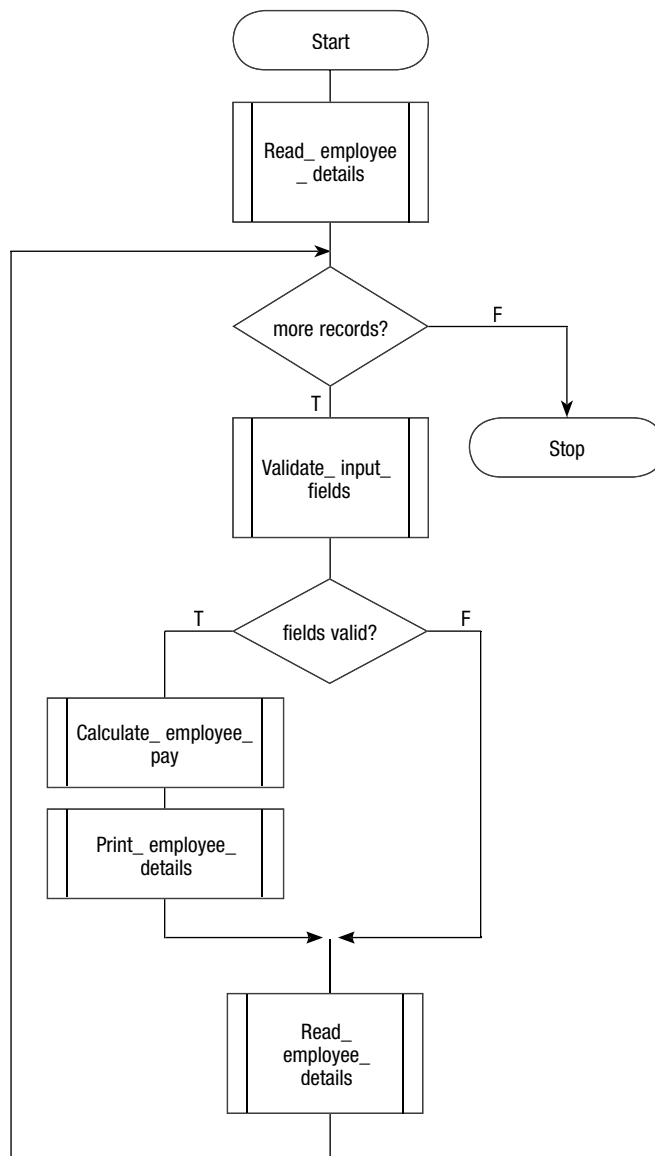 Start
Read_ employee
_ details
more records?
F
T
Stop
Validate_ input_
fields
T
fields valid?
F
Calculate_ employee_
pay
Print_ employee_
details
Read_
employee_
details